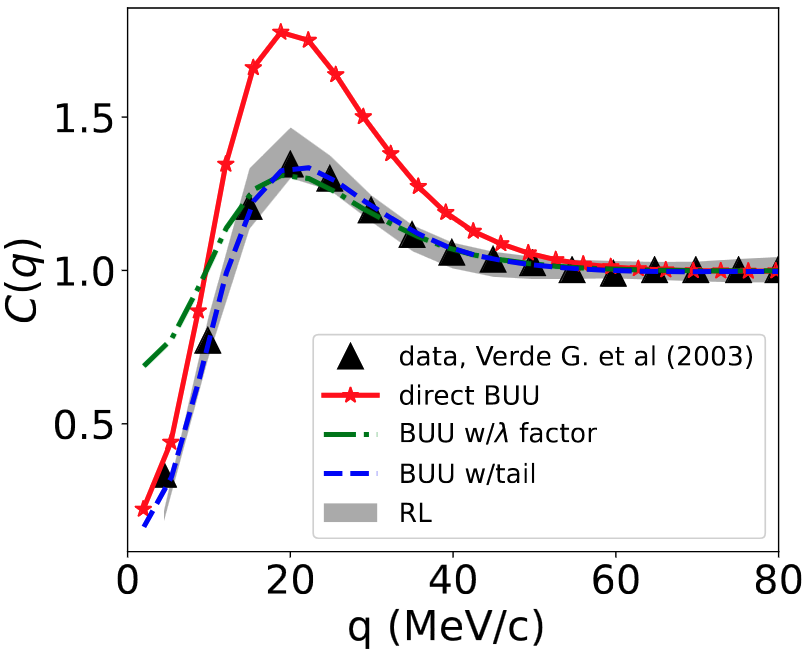 1.5
1.0
0.5
C(q)
data, Verde G. et al (2003)
direct BUU
BUU w/λ factor
BUU w/tail
RL
0 20 40 60 80
q (MeV/c)